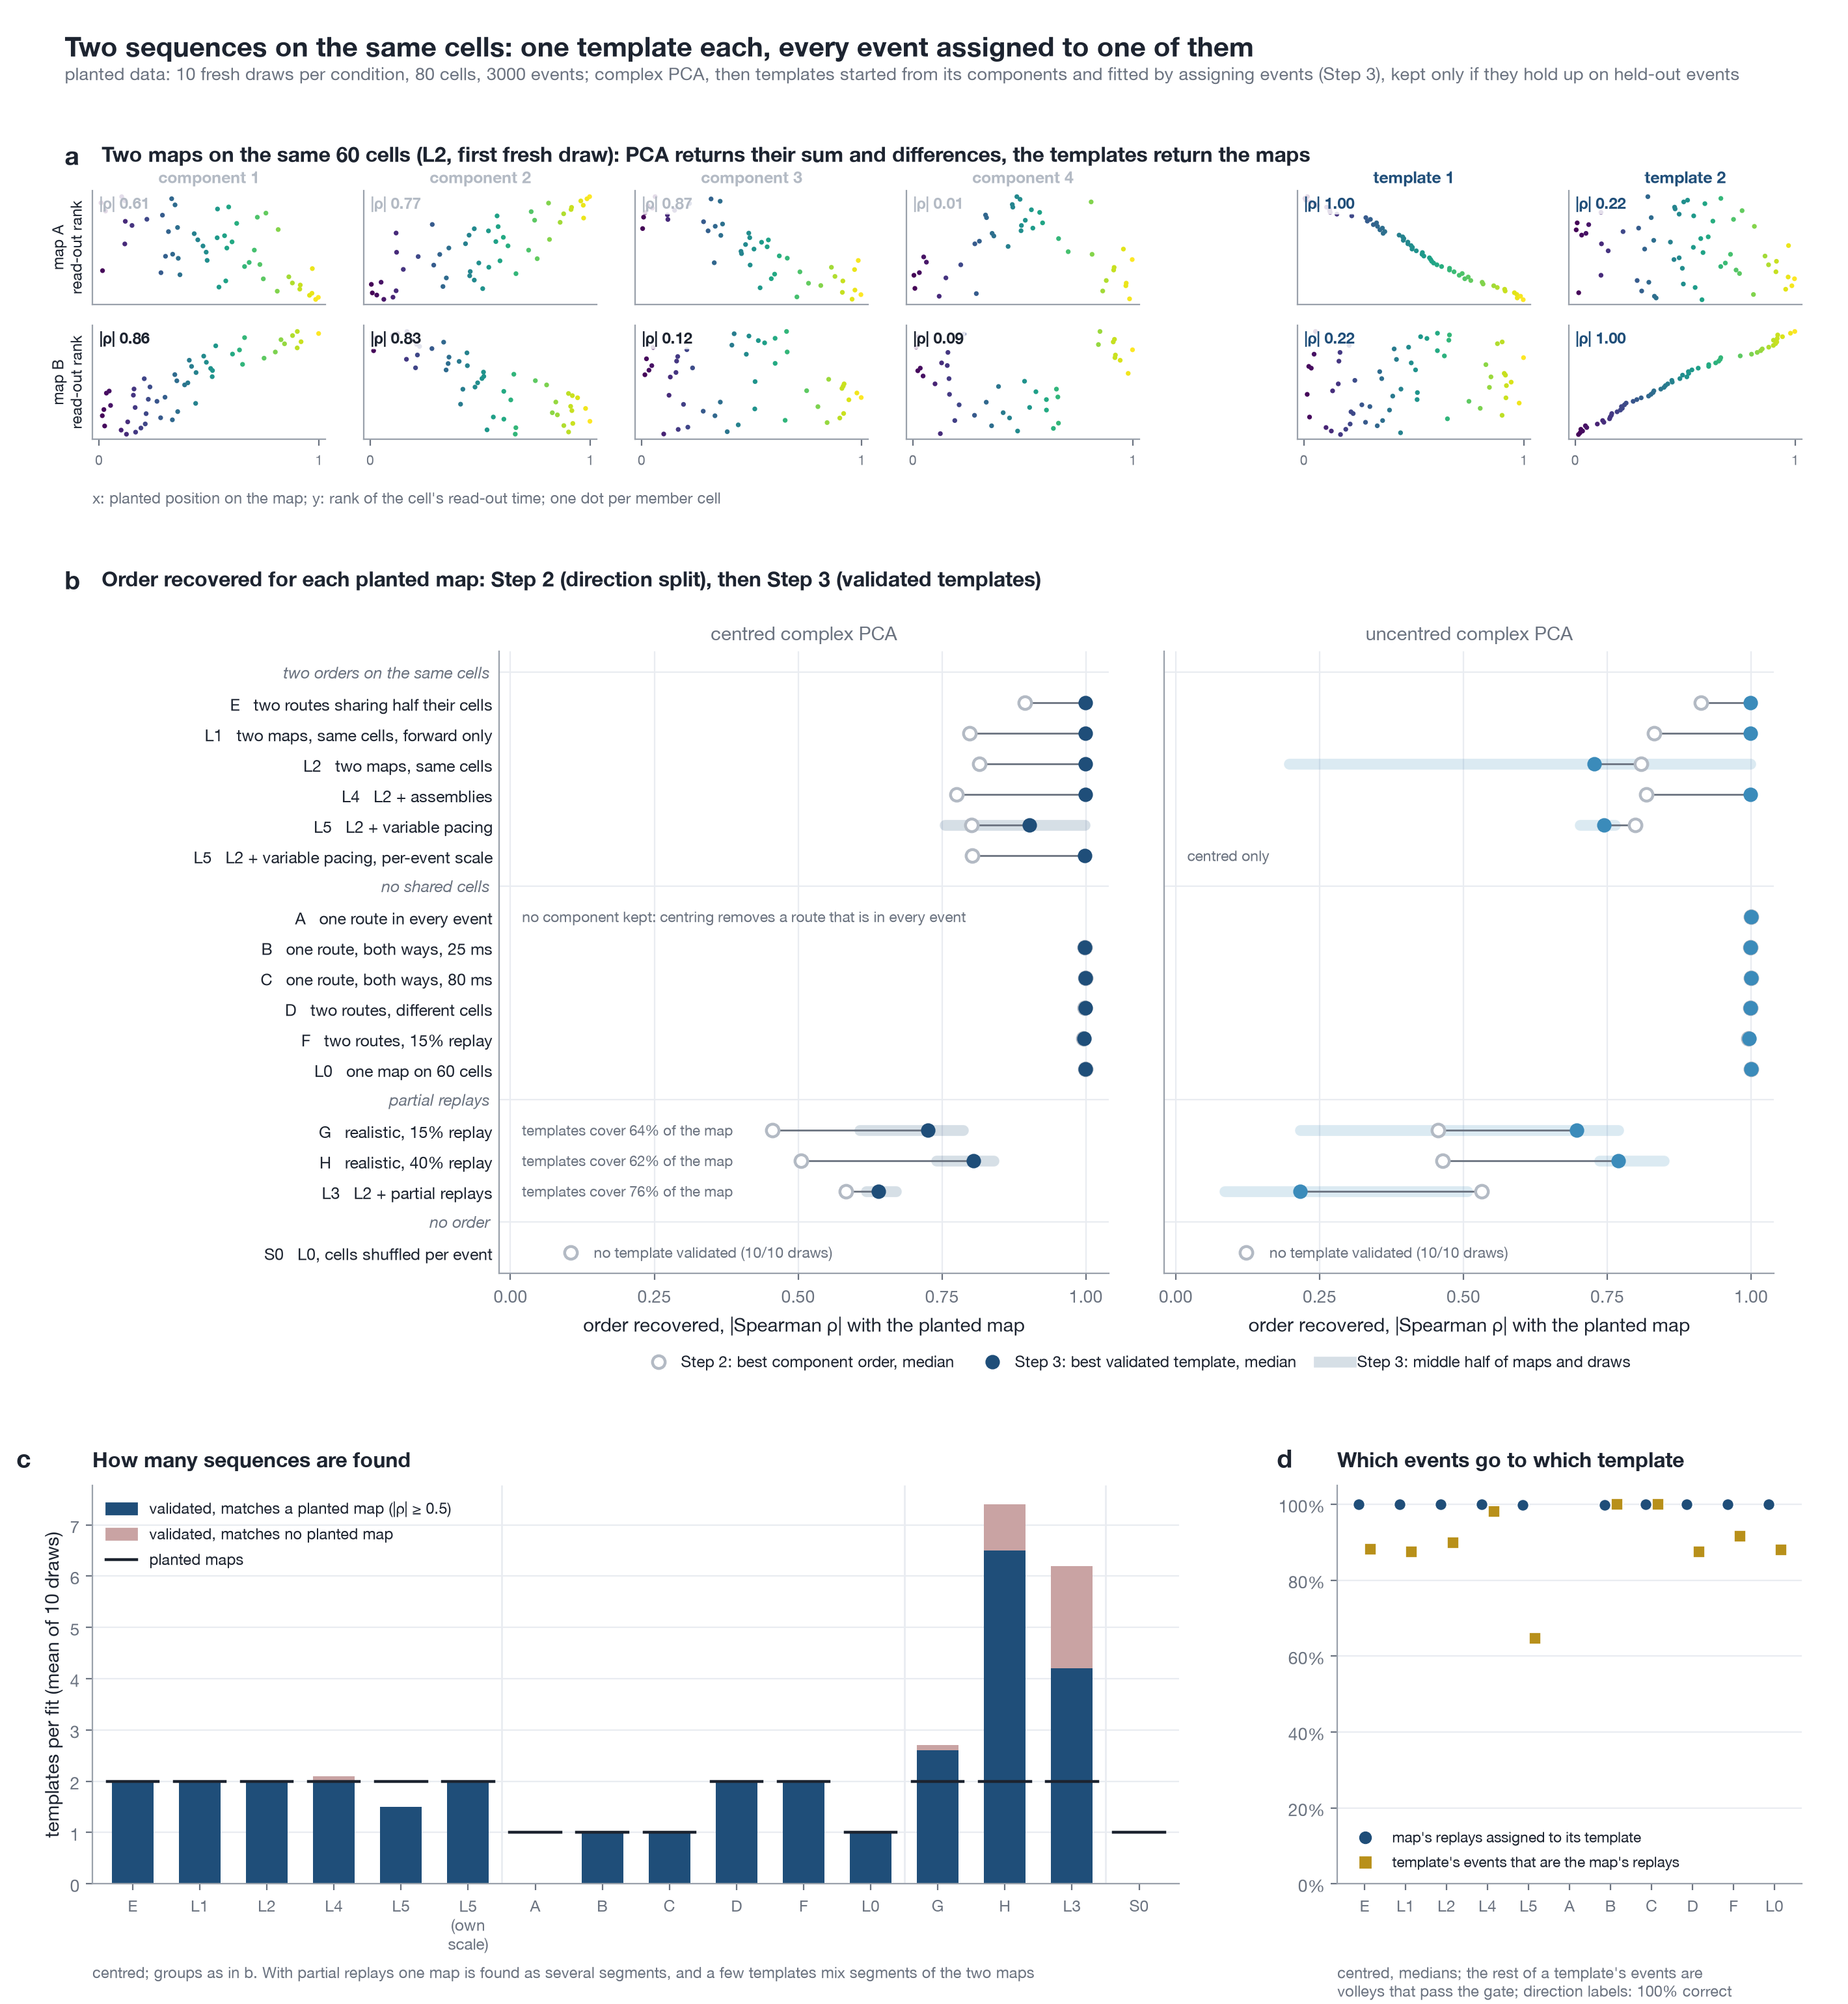 Two sequences on the same cells: one template each, every event assigned to one of them
planted data: 10 fresh draws per condition, 80 cells, 3000 events; complex PCA, then templates started from its components and fitted by assigning events (Step 3), kept only if they hold up on held-out events
a Two maps on the same 60 cells (L2, first fresh draw): PCA returns their sum and differences, the templates return the maps
component 1
component 2
component 3
component 4
template 1
template 2
map A
read-out rank
|ρ| 0.61
|ρ| 0.77
|ρ| 0.87
|ρ| 0.01
|ρ| 1.00
|ρ| 0.22
map B
read-out rank
|ρ| 0.86
|ρ| 0.83
|ρ| 0.12
|ρ| 0.09
|ρ| 0.22
|ρ| 1.00
0 1 0 1 0 1 0 1 0 1 0 1
x: planted position on the map; y: rank of the cell's read-out time; one dot per member cell
b Order recovered for each planted map: Step 2 (direction split), then Step 3 (validated templates)
centred complex PCA
uncentred complex PCA
two orders on the same cells
E two routes sharing half their cells
L1 two maps, same cells, forward only
L2 two maps, same cells
L4 L2 + assemblies
L5 L2 + variable pacing
L5 L2 + variable pacing, per-event scale
centred only
no shared cells
A one route in every event
no component kept: centring removes a route that is in every event
B one route, both ways, 25 ms
C one route, both ways, 80 ms
D two routes, different cells
F two routes, 15% replay
L0 one map on 60 cells
partial replays
G realistic, 15% replay
templates cover 64% of the map
H realistic, 40% replay
templates cover 62% of the map
L3 L2 + partial replays
templates cover 76% of the map
no order
S0 L0, cells shuffled per event
no template validated (10/10 draws)
no template validated (10/10 draws)
0.00 0.25 0.50 0.75 1.00
0.00 0.25 0.50 0.75 1.00
order recovered, |Spearman ρ| with the planted map
order recovered, |Spearman ρ| with the planted map
Step 2: best component order, median
Step 3: best validated template, median
Step 3: middle half of maps and draws
c How many sequences are found
templates per fit (mean of 10 draws)
validated, matches a planted map (|ρ| ≥ 0.5)
validated, matches no planted map
planted maps
7
6
5
4
3
2
1
0
E L1 L2 L4 L5 L5 A B C D F L0 G H L3 S0
(own
scale)
centred; groups as in b. With partial replays one map is found as several segments, and a few templates mix segments of the two maps
d Which events go to which template
100%
80%
60%
40%
20%
0%
map's replays assigned to its template
template's events that are the map's replays
E L1 L2 L4 L5 A B C D F L0
centred, medians; the rest of a template's events are
volleys that pass the gate; direction labels: 100% correct